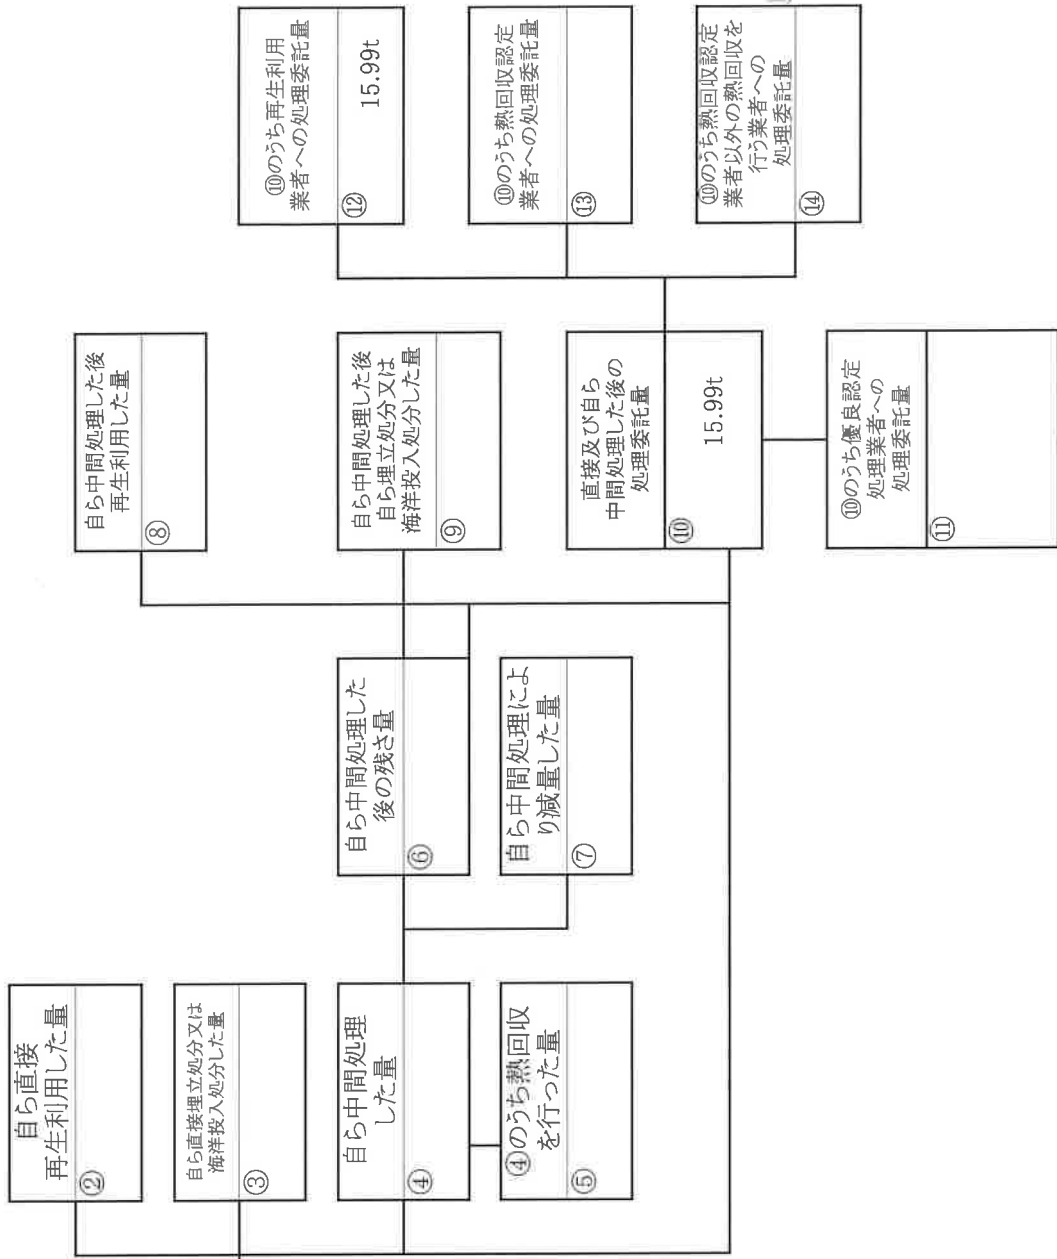 自ら直接
再生利用した量
②
自ら直接埋立処分又は
海洋投入処分した量
③
自ら中間処理
した量
④
④のうち熱回収
を行った量
⑤
自ら中間処理した
後の残さ量
⑥
自ら中間処理によ
り減量した量
⑦
自ら中間処理した後
再生利用した量
⑧
自ら中間処理した後
自ら埋立処分又は
海洋投入処分した量
⑨
直接及び自ら
中間処理した後の
処理委託量
⑩
15.99t
⑩のうち優良認定
処理業者への
処理委託量
⑪
⑩のうち再生利用
業者への処理委託量
⑫
15.99t
⑩のうち熱回収認定
業者への処理委託量
⑬
⑩のうち熱回収認定
業者以外の熱回収を
行う業者への
処理委託量
⑭